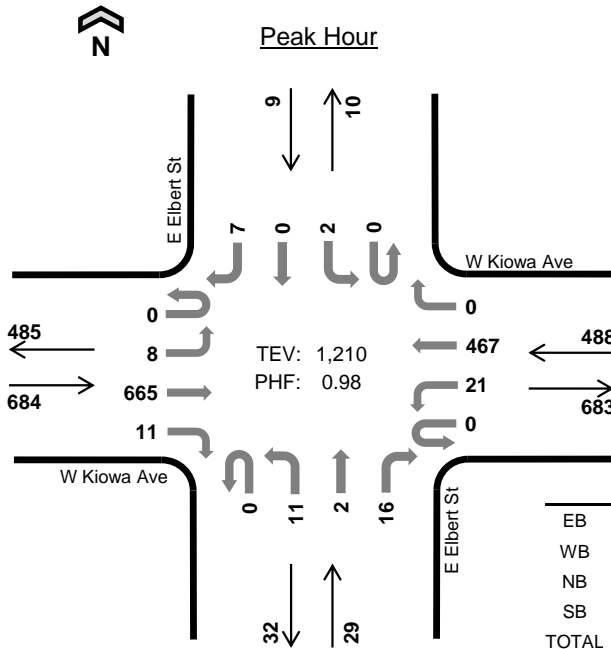 N
Peak Hour
9
10
E Elbert St
7
0
2
0
W Kiowa Ave
0
0
485
8
TEV: 1,210
467
488
684
665
PHF: 0.98
21
683
11
0
W Kiowa Ave
0
11
2
16
E Elbert St
32
29
EB
WB
NB
SB
TOTAL